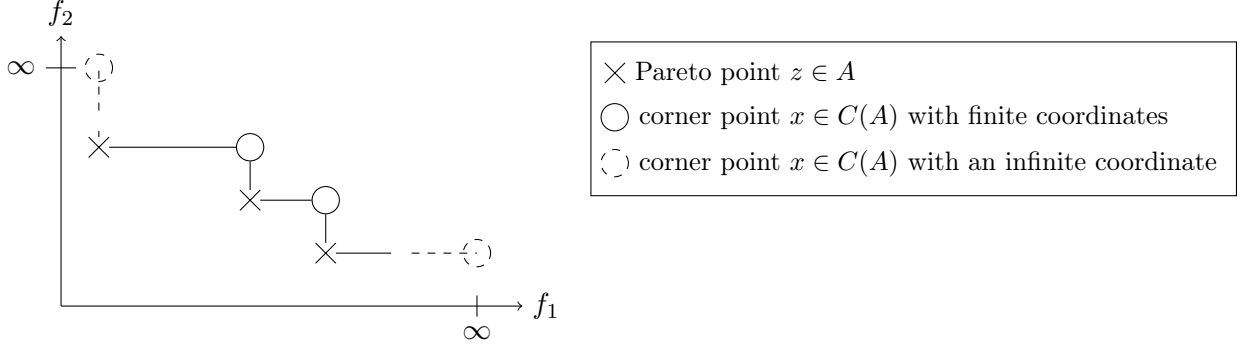 f₂
∞
f₁
∞
Pareto point z ∈ A
corner point x ∈ C(A) with finite coordinates
corner point x ∈ C(A) with an infinite coordinate